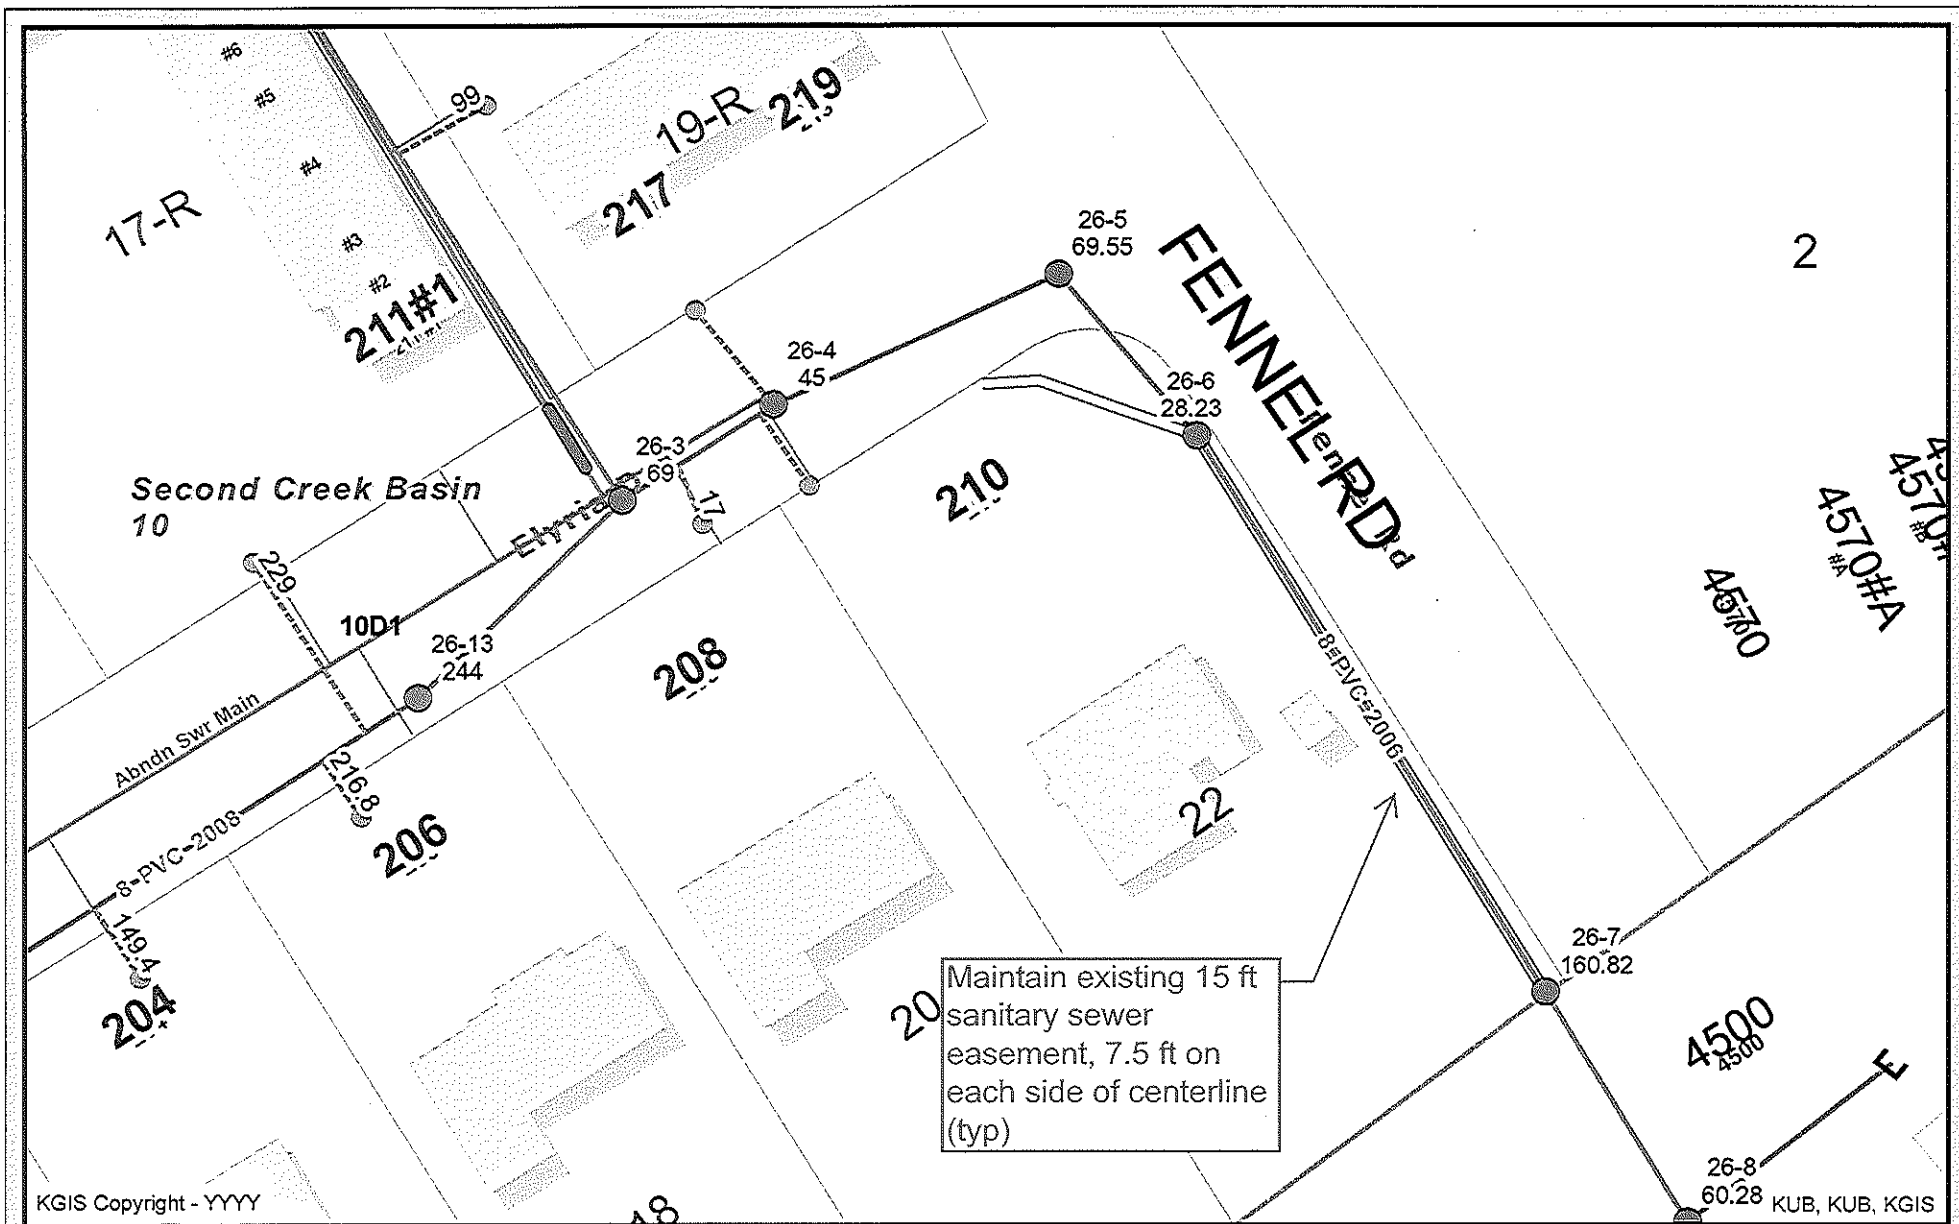 #6
#5
#4
#3
#2
211#1
17-R
99
19-R
219
217
26-5
69.55
FENNEL RD
2
26-4
45
26-6
28.23
26-3
69
Second Creek Basin
10
17
210
229
10D1
26-13
244
208
4570#A
#A
4570
Abndn Swr Main
8-PVC-2008
216.8
206
8-PVC-2006
22
149.4
204
26-7
160.82
20
Maintain existing 15 ft
sanitary sewer
easement, 7.5 ft on
each side of centerline
(typ)
4500
4500
E
26-8
60.28
18
KGIS Copyright - YYYY
KUB, KUB, KGIS